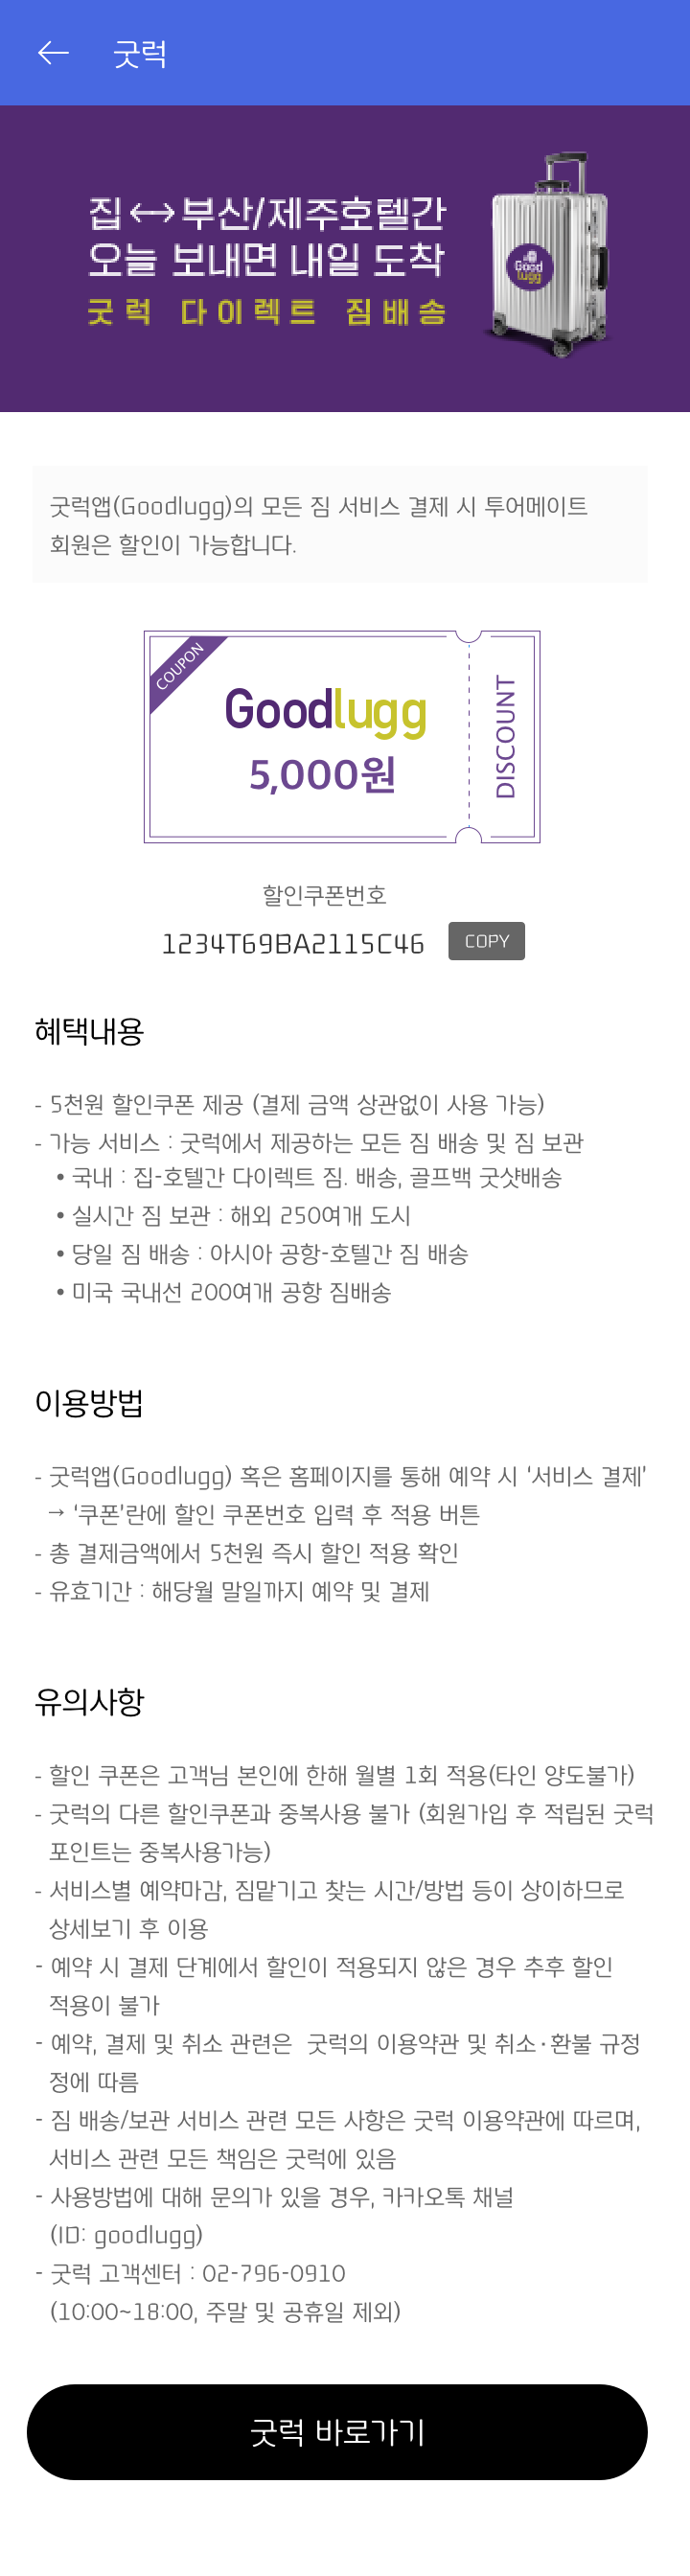 굿럭
집↔부산/제주호텔간
오늘 보내면 내일 도착
굿럭 다이렉트 짐배송
Good
lugg
굿럭앱(Goodlugg)의 모든 짐 서비스 결제 시 투어메이트
회원은 할인이 가능합니다.
COUPON
Goodlugg
5,000원
DISCOUNT
할인쿠폰번호
1234T69BA2115C46
COPY
혜택내용
- 5천원 할인쿠폰 제공 (결제 금액 상관없이 사용 가능)
- 가능 서비스 : 굿럭에서 제공하는 모든 짐 배송 및 짐 보관
• 국내 : 집-호텔간 다이렉트 짐. 배송, 골프백 굿샷배송
• 실시간 짐 보관 : 해외 250여개 도시
• 당일 짐 배송 : 아시아 공항-호텔간 짐 배송
• 미국 국내선 200여개 공항 짐배송
이용방법
- 굿럭앱(Goodlugg) 혹은 홈페이지를 통해 예약 시 ‘서비스 결제’
→ ‘쿠폰’란에 할인 쿠폰번호 입력 후 적용 버튼
- 총 결제금액에서 5천원 즉시 할인 적용 확인
- 유효기간 : 해당월 말일까지 예약 및 결제
유의사항
- 할인 쿠폰은 고객님 본인에 한해 월별 1회 적용(타인 양도불가)
- 굿럭의 다른 할인쿠폰과 중복사용 불가 (회원가입 후 적립된 굿럭
포인트는 중복사용가능)
- 서비스별 예약마감, 짐맡기고 찾는 시간/방법 등이 상이하므로
상세보기 후 이용
- 예약 시 결제 단계에서 할인이 적용되지 않은 경우 추후 할인
적용이 불가
- 예약, 결제 및 취소 관련은 굿럭의 이용약관 및 취소·환불 규정
정에 따름
- 짐 배송/보관 서비스 관련 모든 사항은 굿럭 이용약관에 따르며,
서비스 관련 모든 책임은 굿럭에 있음
- 사용방법에 대해 문의가 있을 경우, 카카오톡 채널
(ID: goodlugg)
- 굿럭 고객센터 : 02-796-0910
(10:00~18:00, 주말 및 공휴일 제외)
굿럭 바로가기